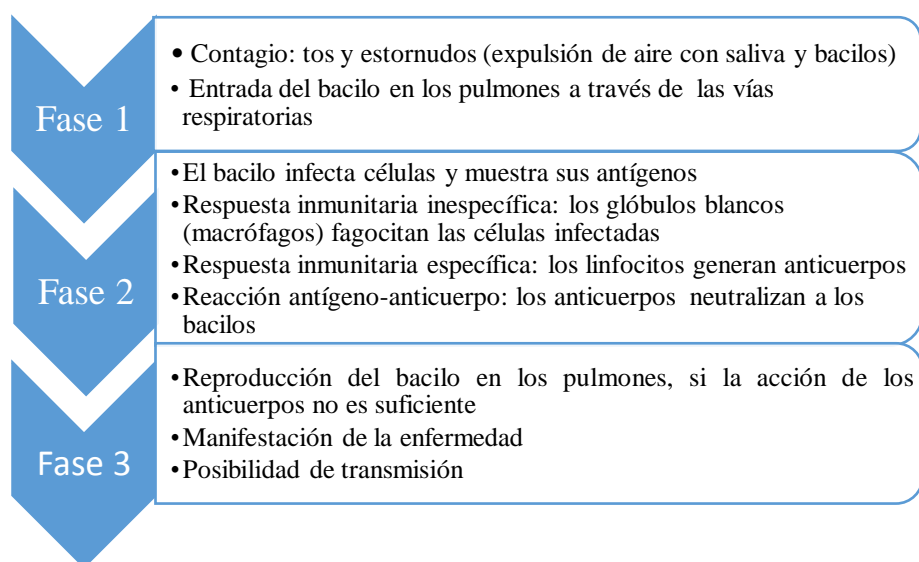 Fase 1
• Contagio: tos y estornudos (expulsión de aire con saliva y bacilos)
• Entrada del bacilo en los pulmones a través de las vías
respiratorias
Fase 2
•El bacilo infecta células y muestra sus antígenos
•Respuesta inmunitaria inespecífica: los glóbulos blancos
(macrófagos) fagocitan las células infectadas
•Respuesta inmunitaria específica: los linfocitos generan anticuerpos
•Reacción antígeno-anticuerpo: los anticuerpos neutralizan a los
bacilos
Fase 3
•Reproducción del bacilo en los pulmones, si la acción de los
anticuerpos no es suficiente
•Manifestación de la enfermedad
•Posibilidad de transmisión